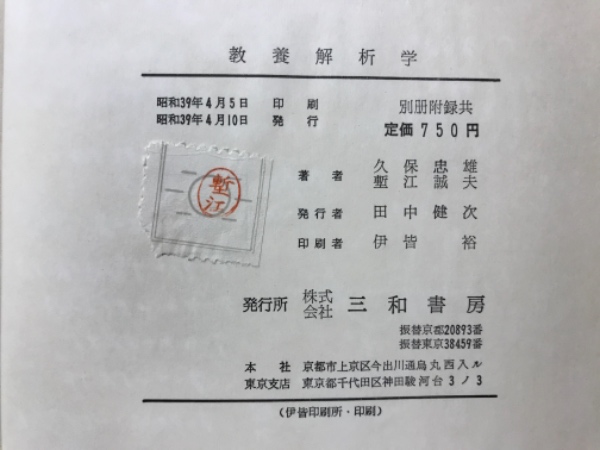 教養解析学
昭和39年4月5日 印刷
昭和39年4月10日 発行
別册附録共
定価750円
塹江
著者 久保忠雄
塹江誠夫
発行者 田中健次
印刷者 伊皆裕
発行所 株式会社 三和書房
振替京都20893番
振替東京38459番
本社 京都市上京区今出川通烏丸西入ル
東京支店 東京都千代田区神田駿河台3ノ3
(伊皆印刷所・印刷)